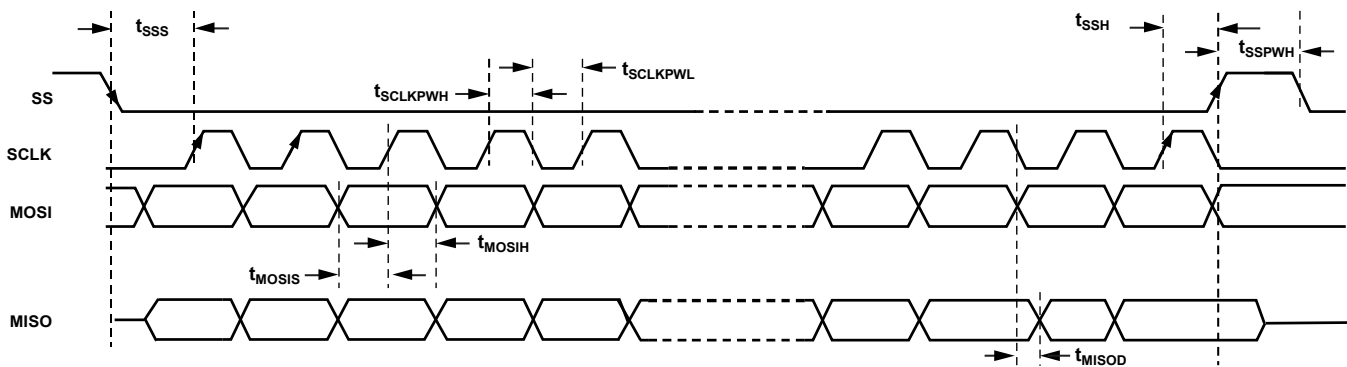 tSSS
tSSH
tSSPWH
tSCLKPWL
tSCLKPWH
SS
SCLK
MOSI
tMOSIH
tMOSIS
MISO
tMISOD